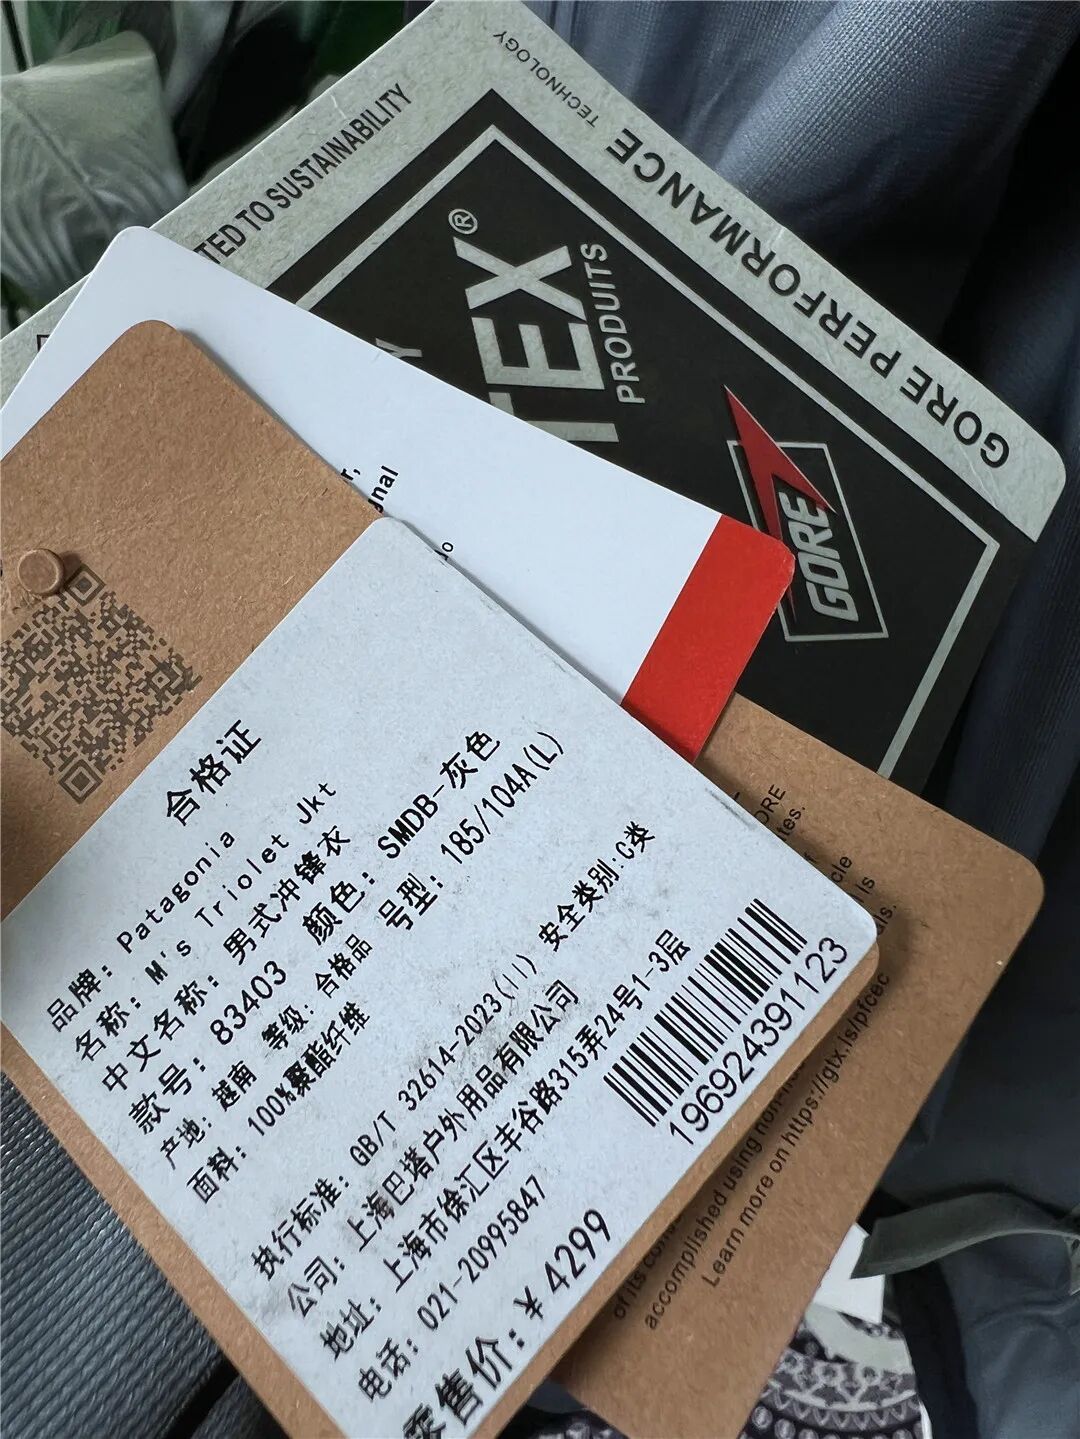 TECHNOLOGY
GORE PERFORMANCE
TED TO SUSTAINABILITY
TEX®
PRODUITS
GORE
合格证
品牌: Patagonia
名称: M's Triolet Jkt
中文名称: 男式冲锋衣
款号: 83403 颜色: SMDB-灰色
产地: 越南 等级: 合格品 号型: 185/104A(L)
面料: 100%聚酯纤维
执行标准: GB/T 32614-2023(II) 安全类别:C类
公司: 上海巴塔户外用品有限公司
地址: 上海市徐汇区丰谷路315弄24号1-3层
电话: 021-20995847
零售价: ¥ 4299
196924391123
accomplished using non-
Learn more on https://gtx.is/pfcec